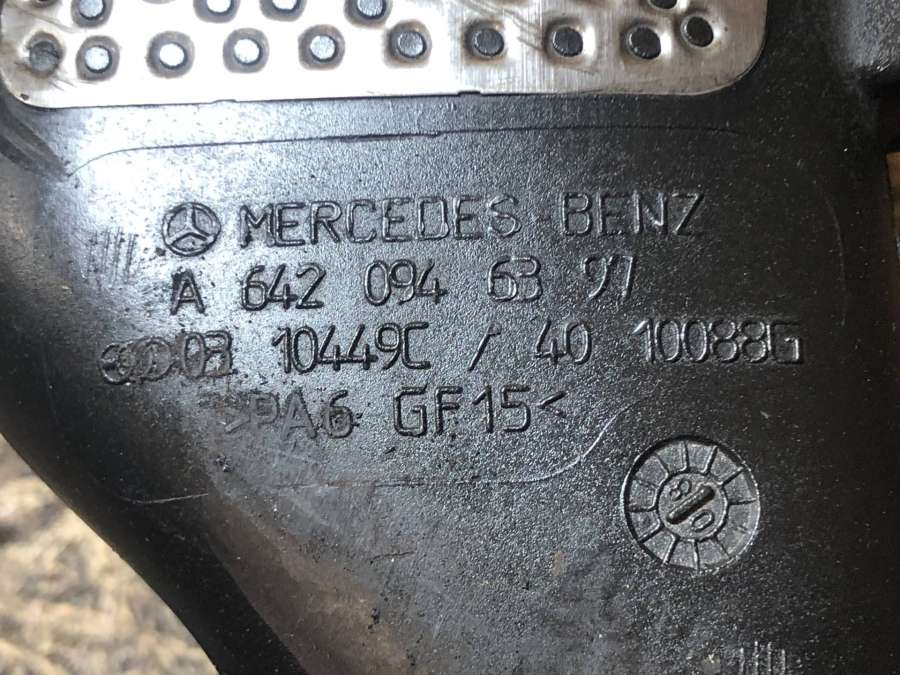 MERCEDES-BENZ
A 642 094 63 97
03 10449C / 40 10088G
>PA6 GF15<